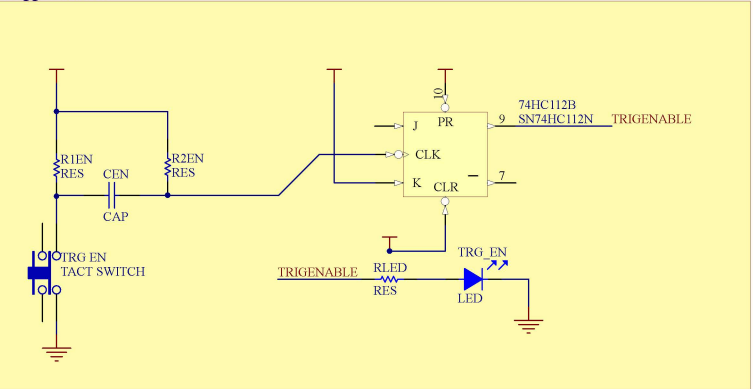 10
74HC112B
J
PR
9
SN74HC112N
TRIGENABLE
R1EN
RES
CEN
R2EN
RES
CLK
CAP
K
CLR
7
TRG EN
TACT SWITCH
TRIGENABLE
RLED
RES
TRG_EN
LED